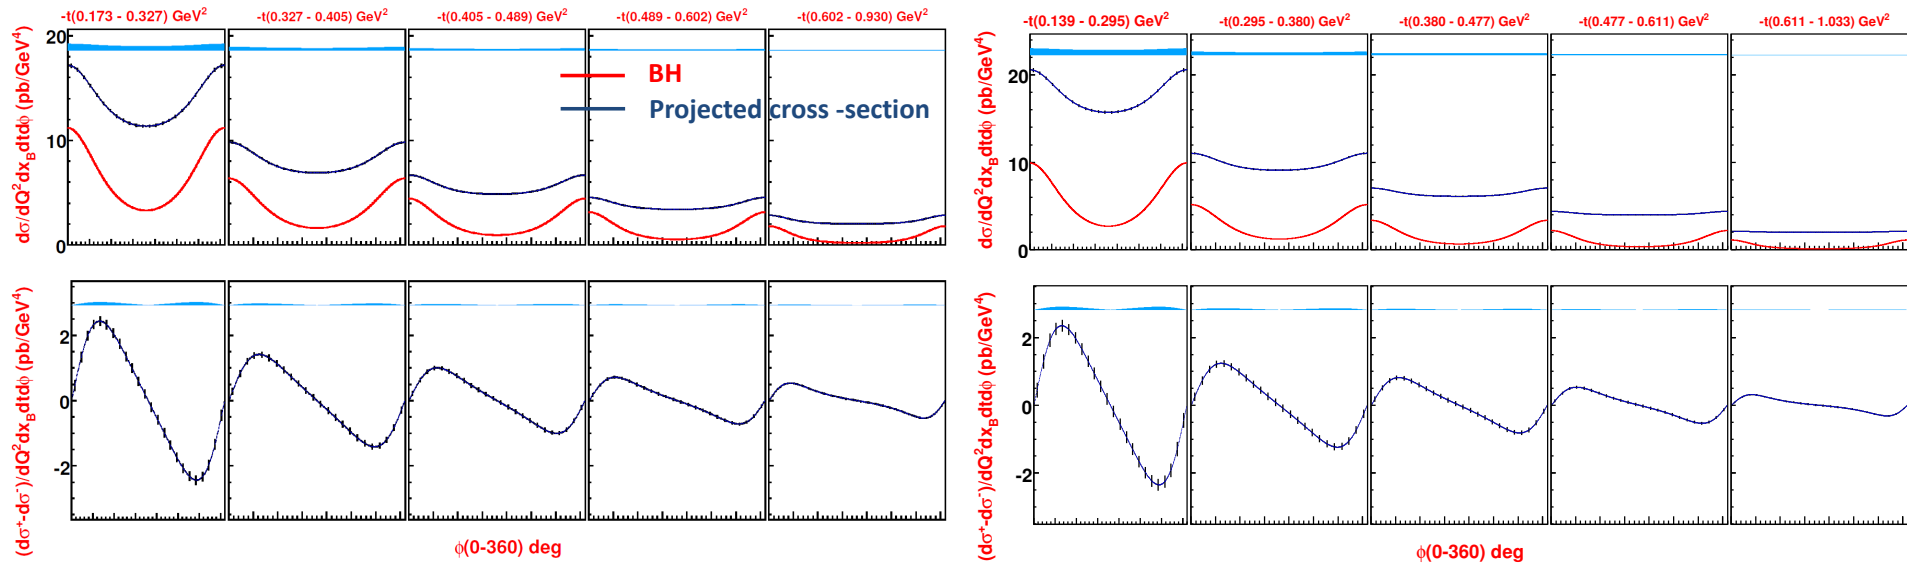 -t(0.173 - 0.327) GeV² -t(0.327 - 0.405) GeV² -t(0.405 - 0.489) GeV² -t(0.489 - 0.602) GeV² -t(0.602 - 0.930) GeV²
dσ/dQ²dx_Bdtdϕ (pb/GeV⁴)
20
10
0
BH
Projected cross -section
(dσ⁺-dσ⁻)/dQ²dx_Bdtdϕ (pb/GeV⁴)
2
0
-2
ϕ(0-360) deg
-t(0.139 - 0.295) GeV² -t(0.295 - 0.380) GeV² -t(0.380 - 0.477) GeV² -t(0.477 - 0.611) GeV² -t(0.611 - 1.033) GeV²
dσ/dQ²dx_Bdtdϕ (pb/GeV⁴)
20
10
0
(dσ⁺-dσ⁻)/dQ²dx_Bdtdϕ (pb/GeV⁴)
2
0
-2
ϕ(0-360) deg